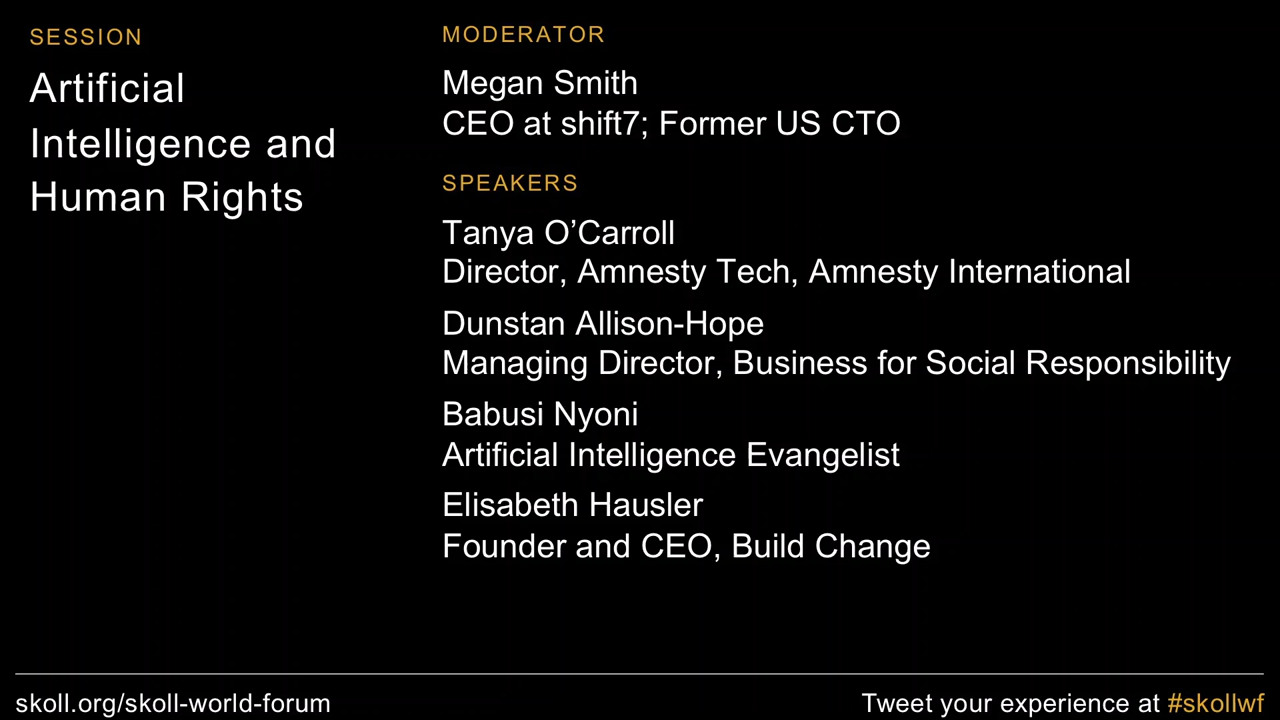 SESSION
Artificial
Intelligence and
Human Rights
MODERATOR
Megan Smith
CEO at shift7; Former US CTO
SPEAKERS
Tanya O’Carroll
Director, Amnesty Tech, Amnesty International
Dunstan Allison-Hope
Managing Director, Business for Social Responsibility
Babusi Nyoni
Artificial Intelligence Evangelist
Elisabeth Hausler
Founder and CEO, Build Change
skoll.org/skoll-world-forum
Tweet your experience at #skollwf